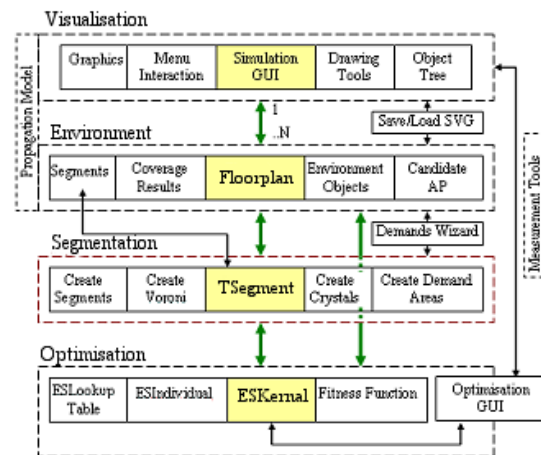 Visualisation
Graphics
Menu
Interaction
Simulation
GUI
Drawing
Tools
Object
Tree
Propagation Model
1
..N
Save/Load SVG
Environment
Segments
Coverage
Results
Floorplan
Environment
Objects
Candidate
AP
Measurement Tools
Demands Wizard
Segmentation
Create
Segments
Create
Voroni
TSegment
Create
Crystals
Create Demand
Areas
Optimisation
ESLookup
Table
ESIndividual
ESKernal
Fitness Function
Optimisation
GUI